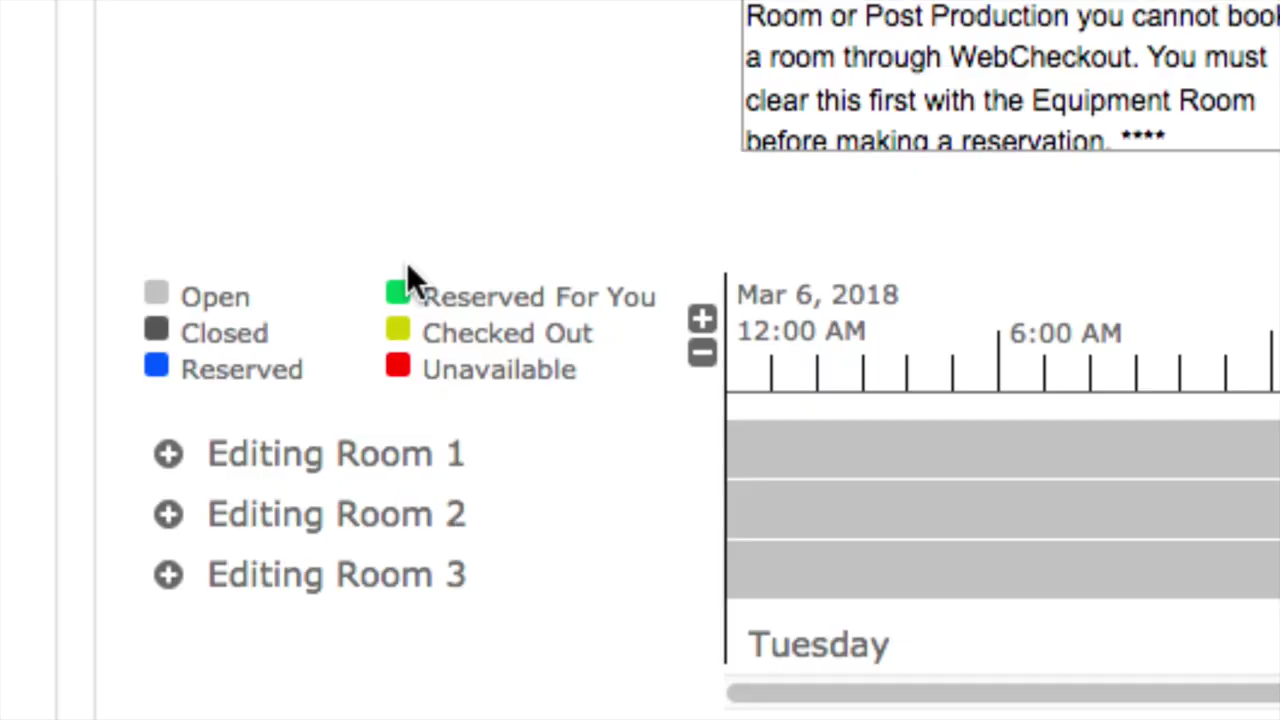 Room or Post Production you cannot book
a room through WebCheckout. You must
clear this first with the Equipment Room
before making a reservation. ****
Open
Reserved For You
Closed
Checked Out
Reserved
Unavailable
Mar 6, 2018
12:00 AM
6:00 AM
Editing Room 1
Editing Room 2
Editing Room 3
Tuesday